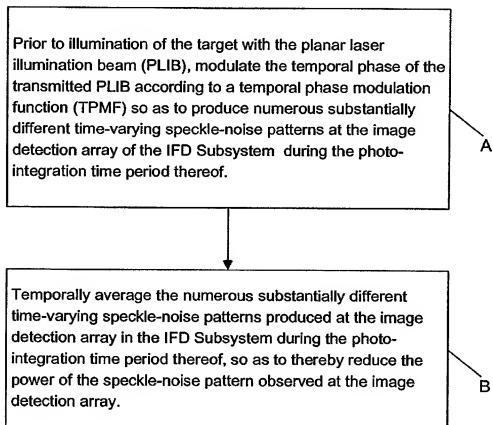 Prior to illumination of the target with the planar laser
illumination beam (PLIB), modulate the temporal phase of the
transmitted PLIB according to a temporal phase modulation
function (TPMF) so as to produce numerous substantially
different time-varying speckle-noise patterns at the image
detection array of the IFD Subsystem during the photo-
integration time period thereof.
A
Temporally average the numerous substantially different
time-varying speckle-noise patterns produced at the image
detection array in the IFD Subsystem during the photo-
integration time period thereof, so as to thereby reduce the
power of the speckle-noise pattern observed at the image
detection array.
B